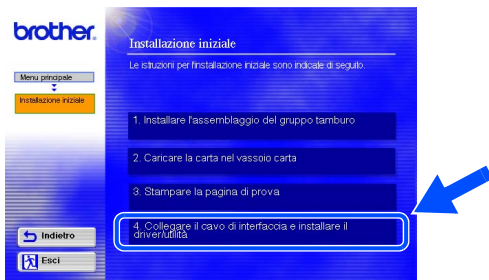 brother.
Installazione iniziale
Le istruzioni per l'installazione iniziale sono indicate di seguito.
Menu principale
Installazione iniziale
1. Installare l'assemblaggio del gruppo tamburo
2. Caricare la carta nel vassoio carta
3. Stampare la pagina di prova
4. Collegare il cavo di interfaccia e installare il
driver/utilità
Indietro
Esci